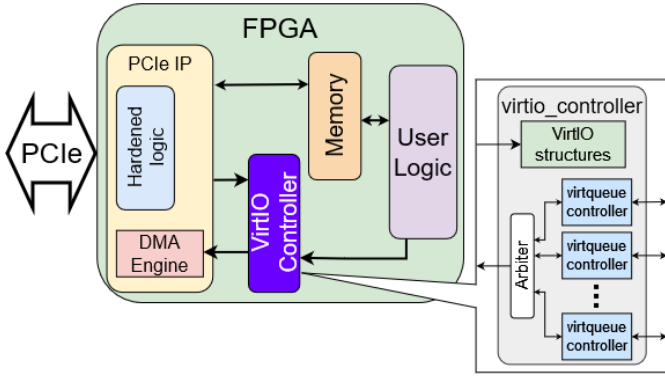 FPGA
PCIe IP
PCIe
Hardened
logic
DMA
Engine
VirtIO
Controller
Memory
User
Logic
virtio_controller
VirtIO
structures
Arbiter
virtqueue
controller
virtqueue
controller
virtqueue
controller